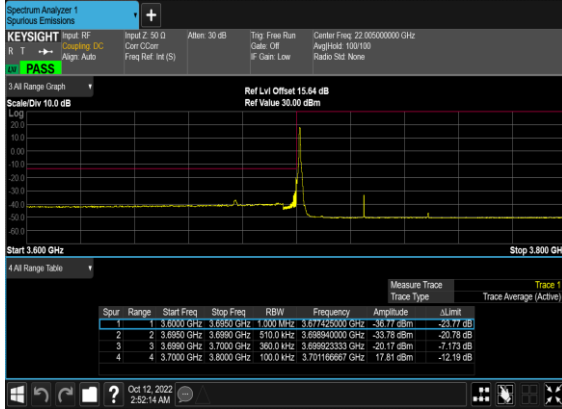 Spectrum Analyzer 1
Spurious Emissions
+
KEYSIGHT Input: RF Input Z: 50 Ω Atten: 30 dB Trig: Free Run Center Freq: 22.005000000 GHz
R T Coupling: DC Corr CCorr Gate: Off Avg|Hold: 100/100
Align: Auto Freq Ref: Int (S) IF Gain: Low Radio Std: None
PASS
3 All Range Graph
Scale/Div 10.0 dB
Ref Lvl Offset 15.64 dB
Ref Value 30.00 dBm
Log
20.0
10.0
0.00
-10.0
-20.0
-30.0
-40.0
-50.0
-60.0
Start 3.600 GHz Stop 3.800 GH
4 All Range Table
Measure Trace Trace 1
Trace Type Trace Average (Active)
Spur Range Start Freq Stop Freq RBW Frequency Amplitude ΔLimit
1 1 3.6000 GHz 3.6950 GHz 1.000 MHz 3.677425000 GHz -36.77 dBm -23.77 dB
2 2 3.6950 GHz 3.6990 GHz 510.0 kHz 3.698940000 GHz -33.78 dBm -20.78 dB
3 3 3.6990 GHz 3.7000 GHz 360.0 kHz 3.699923333 GHz -20.17 dBm -7.173 dB
4 4 3.7000 GHz 3.8000 GHz 100.0 kHz 3.701166667 GHz 17.81 dBm -12.19 dB
?
Oct 12, 2022
2:52:14 AM